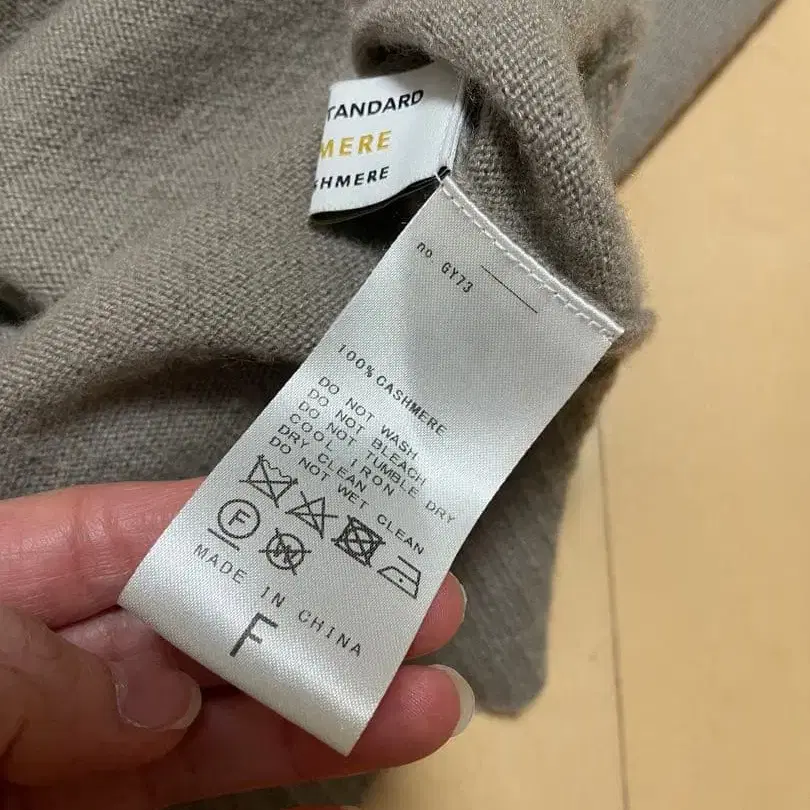 TANDARD
MERE
HMERE
no GY73
100% CASHMERE
DO NOT WASH
DO NOT BLEACH
DO NOT TUMBLE DRY
COOL IRON
DRY CLEAN
DO NOT WET CLEAN
F
W
MADE IN CHINA
F